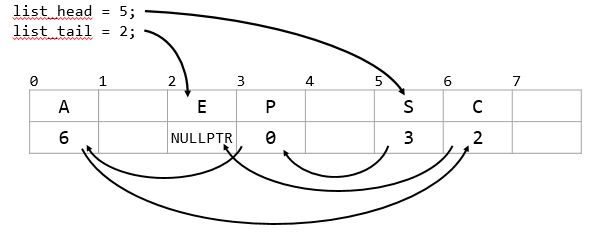 list_head = 5;
list_tail = 2;
0 1 2 3 4 5 6 7
A E P S C
6 NULLPTR 0 3 2